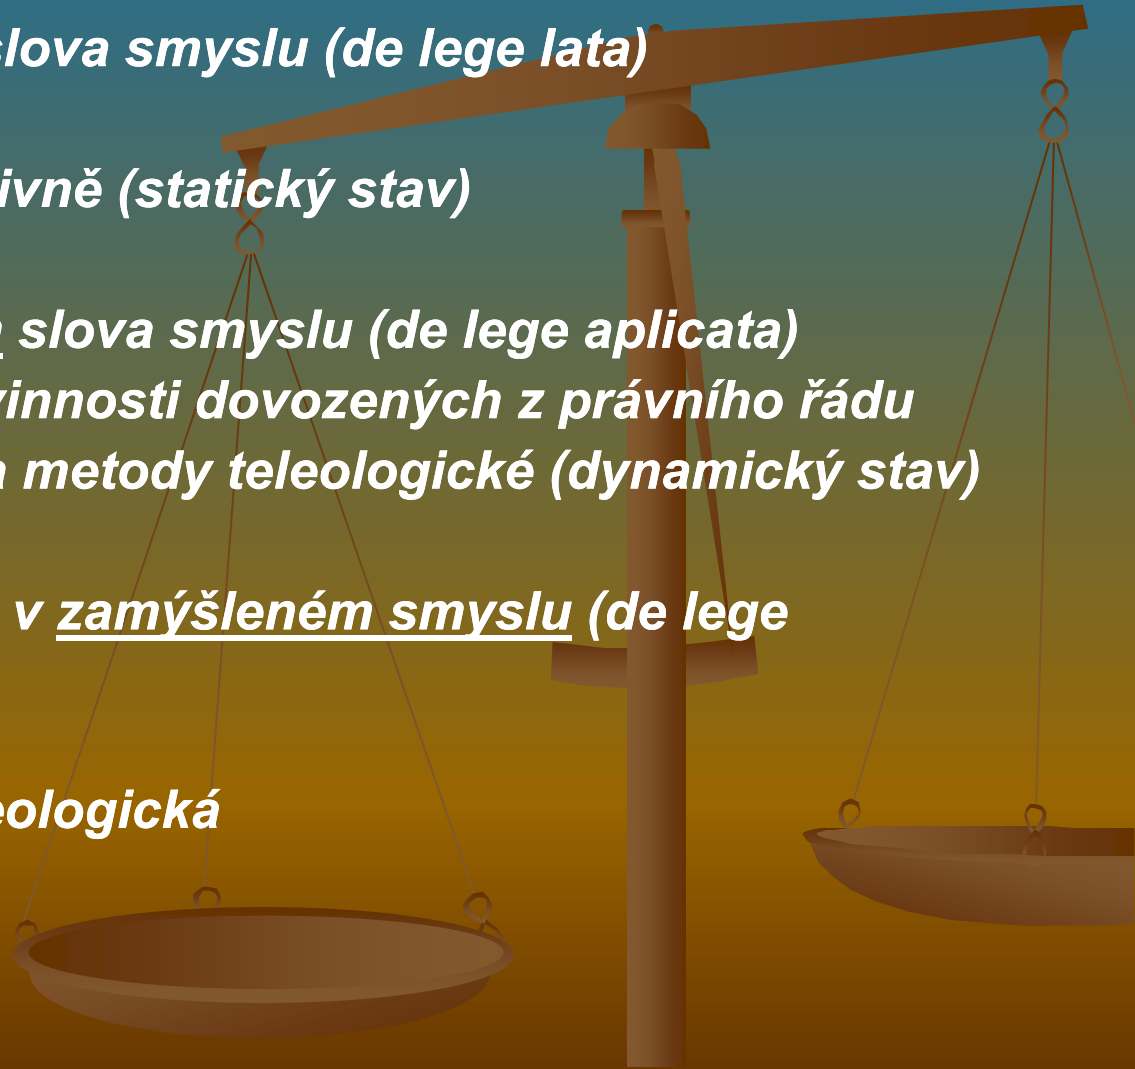 slova smyslu (de lege lata)
ivně (statický stav)
slova smyslu (de lege aplicata)
vinnosti dovozených z právního řádu
a metody teleologické (dynamický stav)
v zamýšleném smyslu (de lege
eologická